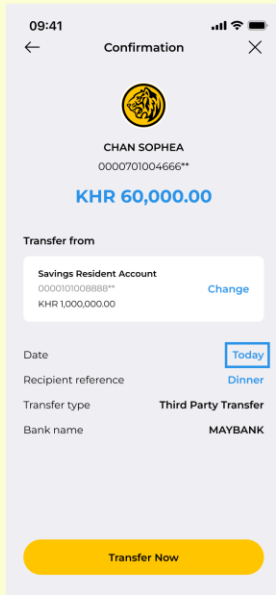 09:41
Confirmation
CHAN SOPHEA
0000701004666**
KHR 60,000.00
Transfer from
Savings Resident Account
0000101008888**
KHR 1,000,000.00
Change
Date Today
Recipient reference Dinner
Transfer type Third Party Transfer
Bank name MAYBANK
Transfer Now